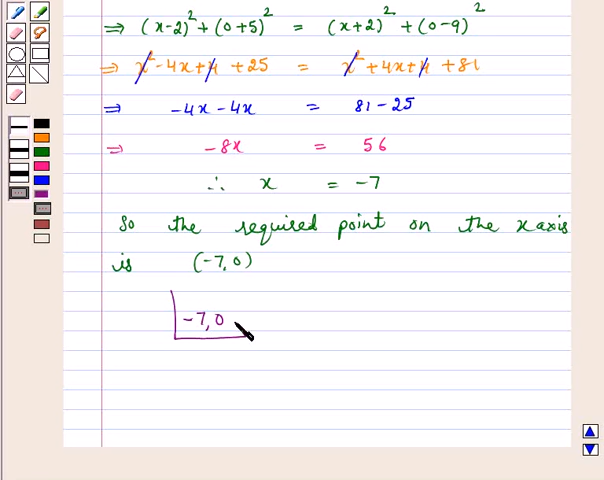 ⇒ (x-2)² + (0+5)² = (x+2)² + (0-9)²
⇒ x² -4x+4 +25 = x² +4x+4 +81
⇒ -4x -4x = 81 - 25
⇒ -8x = 56
∴ x = -7
So the required point on the x axis
is (-7, 0)
-7, 0